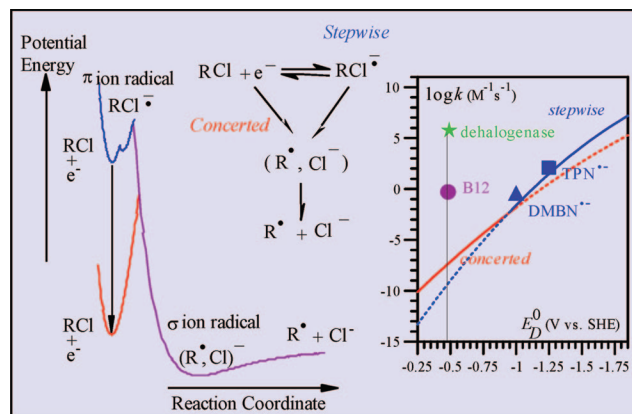 Potential
Energy
π ion radical
RCl•−
RCl
+
e-
RCl
+
e-
σ ion radical
(R•,Cl)−
R• + Cl-
Reaction Coordinate
Stepwise
RCl + e− RCl•−
Concerted
(R•, Cl−)
R• + Cl−
logk (M-1s-1)
stepwise
dehalogenase
B12
TPN•−
DMBN•−
concerted
E0D (V vs. SHE)
10
5
0
-5
-10
-15
-0.25 -0.5 -0.75 -1 -1.25 -1.5 -1.75